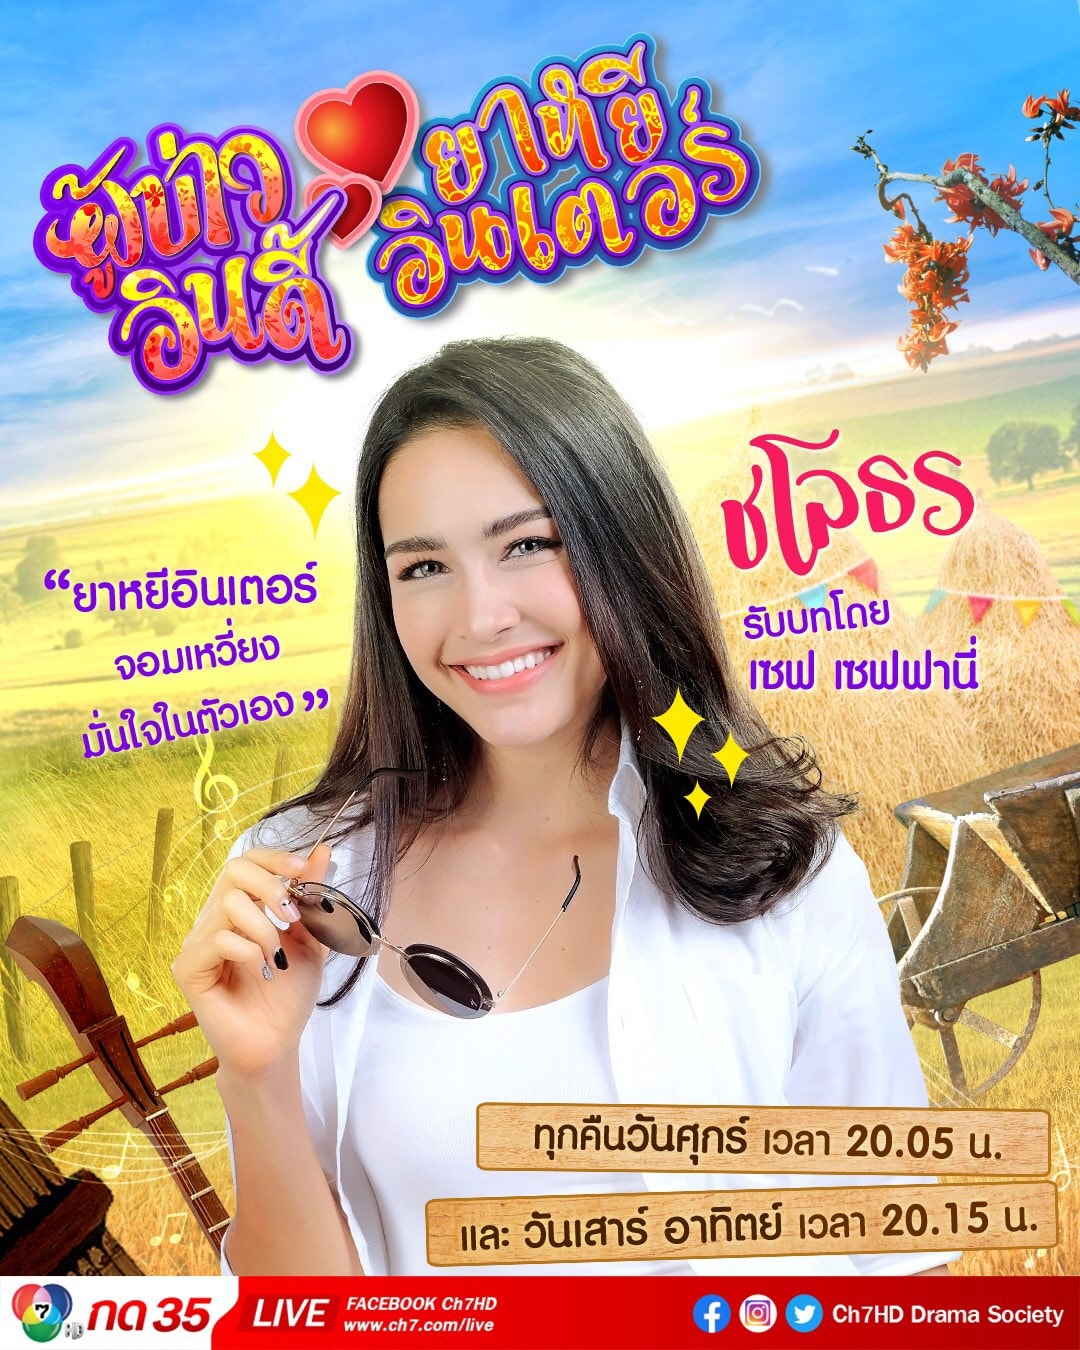 ผู้บ่าว
อินดี้
ยาหยี
อินเตอร์
ชโลธร
รับบทโดย
เซฟ เซฟฟานี่
“ยาหยีอินเตอร์
จอมเหวี่ยง
มั่นใจในตัวเอง”
ทุกคืนวันศุกร์ เวลา 20.05 น.
และ วันเสาร์ อาทิตย์ เวลา 20.15 น.
7 HD กด 35
LIVE
FACEBOOK Ch7HD
www.ch7.com/live
Ch7HD Drama Society